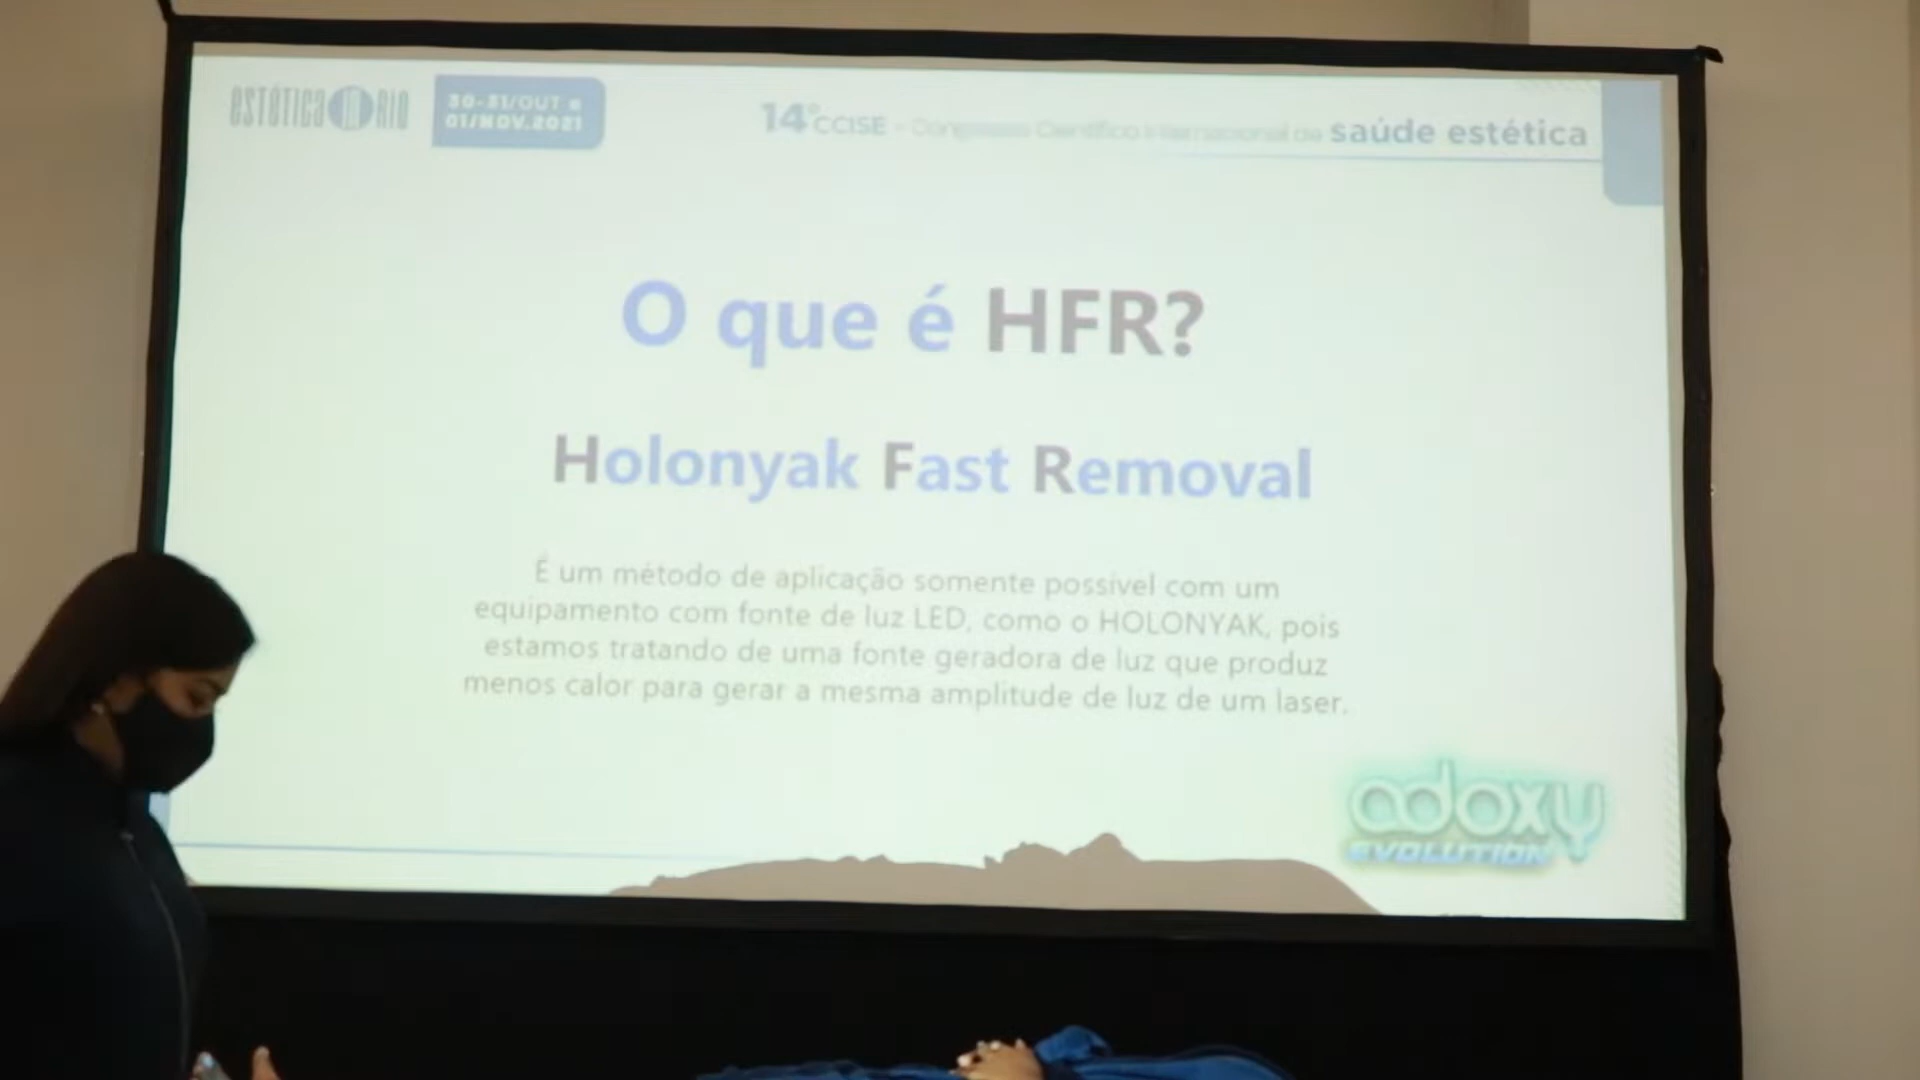 estética in RIO
30-31/OUT e
01/NOV.2021
14º CCISE - Congresso Científico Internacional de saúde estética
O que é HFR?
Holonyak Fast Removal
É um método de aplicação somente possível com um
equipamento com fonte de luz LED, como o HOLONYAK, pois
estamos tratando de uma fonte geradora de luz que produz
menos calor para gerar a mesma amplitude de luz de um laser.
adoxy
EVOLUTION